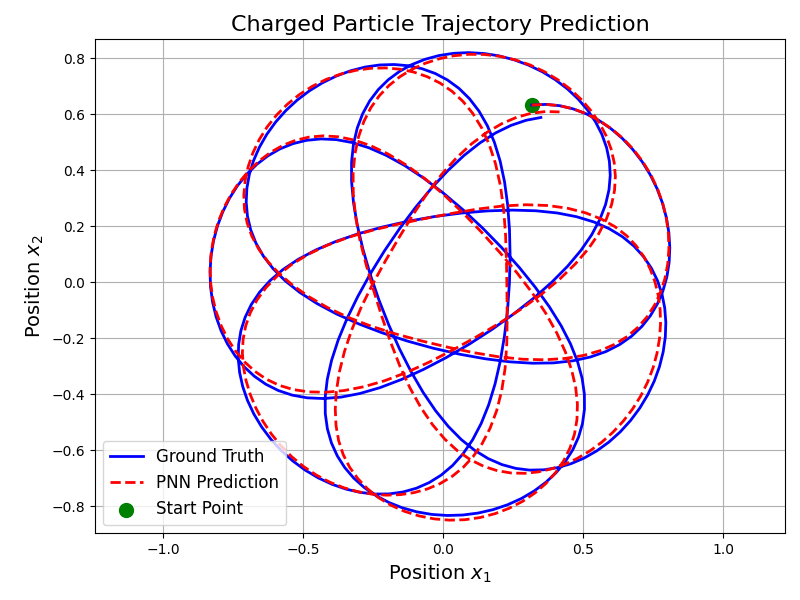 Charged Particle Trajectory Prediction
0.8
0.6
0.4
0.2
0.0
−0.2
−0.4
−0.6
−0.8
Position x₂
Ground Truth
PNN Prediction
Start Point
−1.0
−0.5
0.0
0.5
1.0
Position x₁